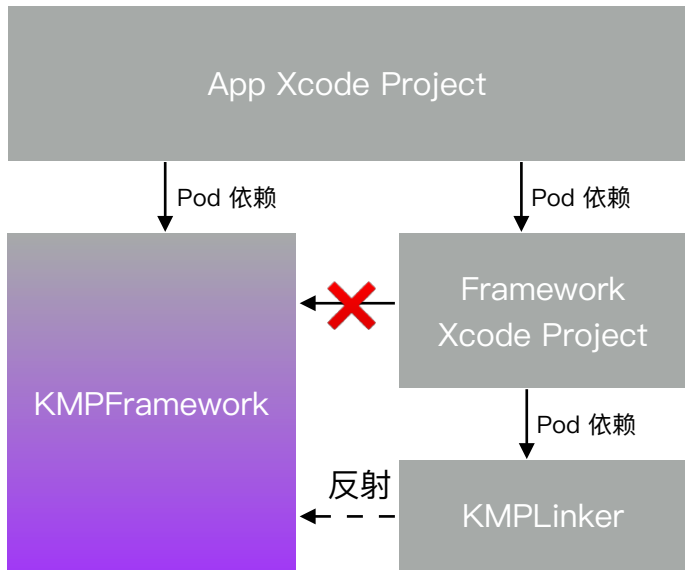 App Xcode Project
Pod 依赖
Pod 依赖
KMPFramework
Framework
Xcode Project
Pod 依赖
反射
KMPLinker